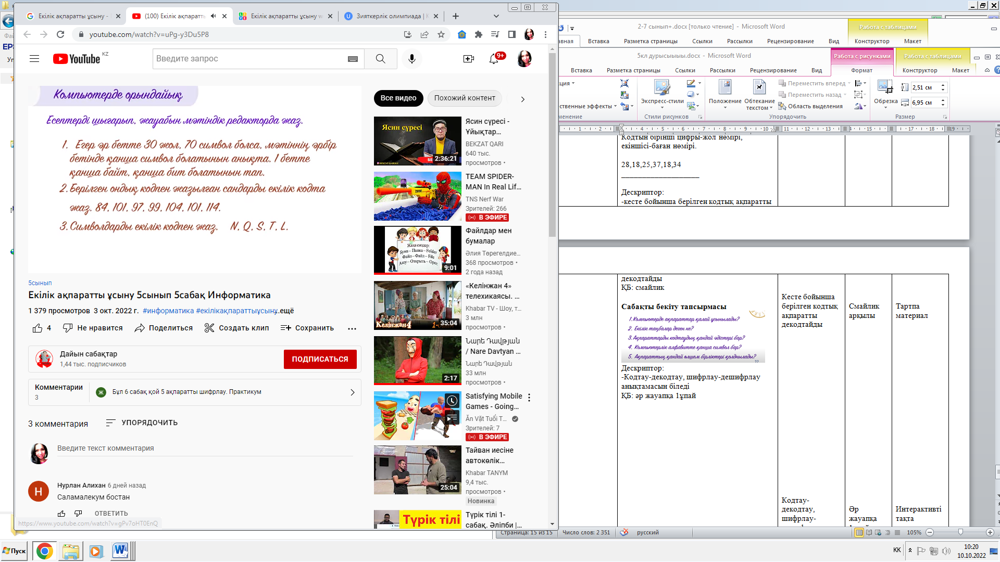 Екілік ақпаратты ұсыну -
(100) Екілік ақпаратт
Екілік ақпаратты ұсыну w
Зияткерлік олимпиада |
youtube.com/watch?v=uPg-y3Du5P8
YouTube KZ
Введите запрос
9+
Компьютерде орындайық
Есептерді шығарып, жауабын мәтіндік редакторда жаз.
1. Егер әр бетте 30 жол, 70 символ болса, мәтіннің әрбір
бетінде қанша символ болатынын анықта. 1 бетте
қанша байт, қанша бит болатынын тап.
2. Берілген ондық кодпен жазылған сандарды екілік кодта
жаз. 84, 101, 97, 99, 104, 101, 114.
3. Символдарды екілік кодпен жаз. N, Q, S, T, L.
5сынып
Екілік ақпаратты ұсыну 5сынып 5сабақ Информатика
1 379 просмотров 3 окт. 2022 г. #информатика #екілікақпараттыұсыну...ещё
4 Не нравится Поделиться Создать клип Сохранить ...
Дайын сабақтар
1,44 тыс. подписчиков
ПОДПИСАТЬСЯ
Комментарии
3
Ж Бұл 6 сабақ қой 5 ақпаратты шифрлау. Практикум
3 комментария УПОРЯДОЧИТЬ
Введите текст комментария
Н
Нурлан Алихан 6 дней назад
Саламалекум бостан
ОТВЕТИТЬ
https://www.youtube.com/watch?v=gPv7oHT0EnQ
Все видео Похожий контент
Ясин сүресі
2:36:21
Ясин сүресі -
Ұйықтар...
BEKZAT QARI
640 тыс.
просмотров •
TEAM SPIDER-
MAN In Real Lif...
TNS Nerf War
Зрителей: 266
В ЭФИРЕ
Жаңа сөздер:
Бума – Папка – Folder
Файл – Файл – File
Ашу – Открыть – Open
9:01
Файлдар мен
бумалар
Әлия Төрегелдие...
368 просмотров •
2 года назад
Келінжан 4
35:04
«Келінжан 4»
телехикаясы. ...
Khabar TV - Шоу, т...
3 млн
просмотров •
2:17
Նարե Դավթյան
/ Nare Davtyan ...
Նարե Դավթյան
33 млн
просмотров •
Satisfying Mobile
Games - Going...
Ăn Vặt Tuổi T...
Зрителей: 7
В ЭФИРЕ
25:04
Тайван иесіне
автокөлік...
Khabar TANYM
9,4 тыс.
просмотров •
Новинка
Түрік тілі
Түрік тілі 1-
сабақ. Әліпби |...
2-7 сынып+.docx [только чтение] - Microsoft Word
Работа с таблицами
Вставка Разметка страницы Ссылки Рассылки Рецензирование Вид Конструктор Макет
5кл дурысыыыы.docx - Microsoft Word
Работа с рисунками Работа с таблицами
Вставка Разметка страницы Ссылки Рассылки Рецензирование Вид Формат Конструктор Макет
Экспресс-стили
Стили рисунков
Положение
Обтекание текстом
Переместить вперед
Переместить назад
Область выделения
Упорядочить
Обрезка
2,51 см
6,95 см
Размер
Кодтын бірінші цифры-жол нөмірі,
екіншісі-баған нөмірі.
28,18,25,37,18,34
Дескриптор:
-кесте бойынша берілген кодтық ақпаратты
декодтайды
ҚБ: смайлик
Сабақты бекіту тапсырмасы
1. Компьютерде ақпараттар қалай ұсынылады?
2. Екілік таңбалар деген не?
3. Ақпараттарды кодтаудың қандай әдістері бар?
4. Компьютерлік алфавитте қанша символ бар?
5. Ақпараттың қандай өлшем бірліктері қолданылады?
Дескриптор:
-Кодтау-декодтау, шифрлау-дешифрлау
анықтамасын біледі
ҚБ: әр жауапқа 1ұпай
Кесте бойынша
берілген кодтық
ақпаратты
декодтайды
Смайлик
арқылы
Тартпа
материал
Кодтау-
декодтау,
шифрлау-
Әр
жауапқа
Интерактивті
тақта
Страница: 15 из 15 Число слов: 2 351 русский 105%
Пуск
KK
10:20
10.10.2022